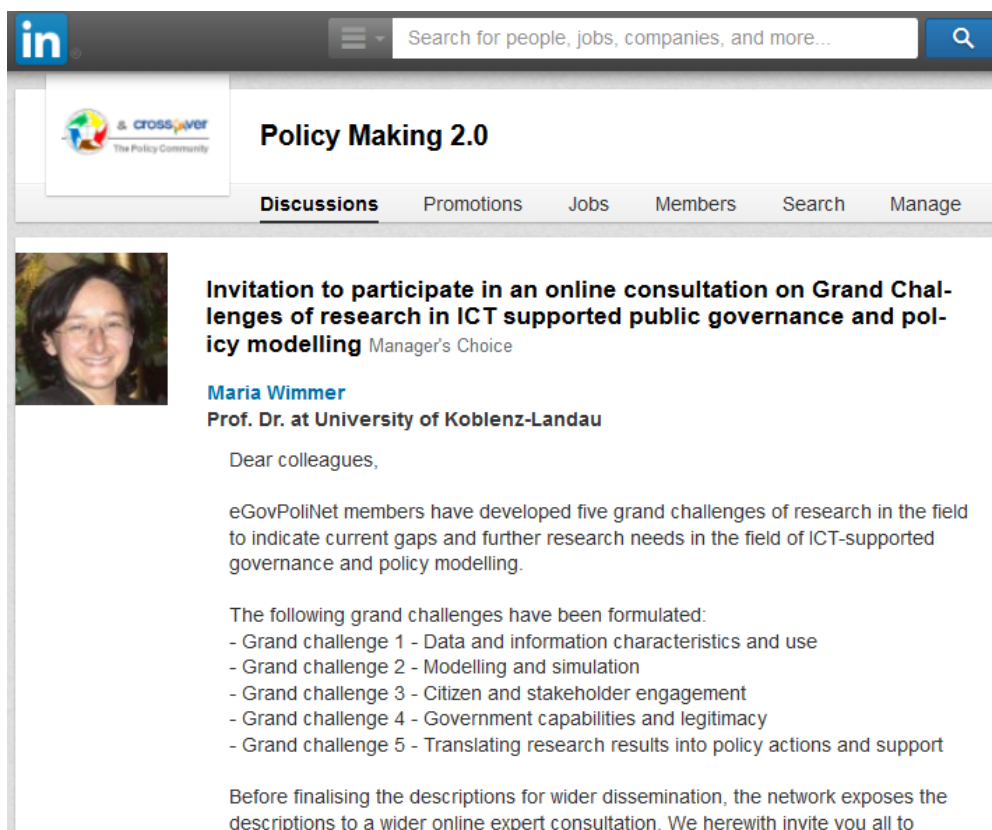 in
Search for people, jobs, companies, and more...
& crossover
The Policy Community
Policy Making 2.0
Discussions Promotions Jobs Members Search Manage
Invitation to participate in an online consultation on Grand Chal-
lenges of research in ICT supported public governance and pol-
icy modelling Manager's Choice
Maria Wimmer
Prof. Dr. at University of Koblenz-Landau
Dear colleagues,
eGovPoliNet members have developed five grand challenges of research in the field
to indicate current gaps and further research needs in the field of ICT-supported
governance and policy modelling.
The following grand challenges have been formulated:
- Grand challenge 1 - Data and information characteristics and use
- Grand challenge 2 - Modelling and simulation
- Grand challenge 3 - Citizen and stakeholder engagement
- Grand challenge 4 - Government capabilities and legitimacy
- Grand challenge 5 - Translating research results into policy actions and support
Before finalising the descriptions for wider dissemination, the network exposes the
descriptions to a wider online expert consultation. We herewith invite you all to